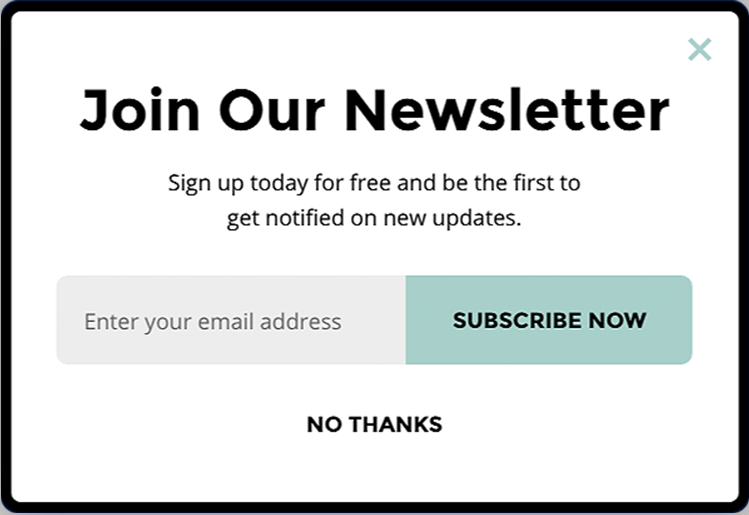 Join Our Newsletter
Sign up today for free and be the first to
get notified on new updates.
Enter your email address
SUBSCRIBE NOW
NO THANKS